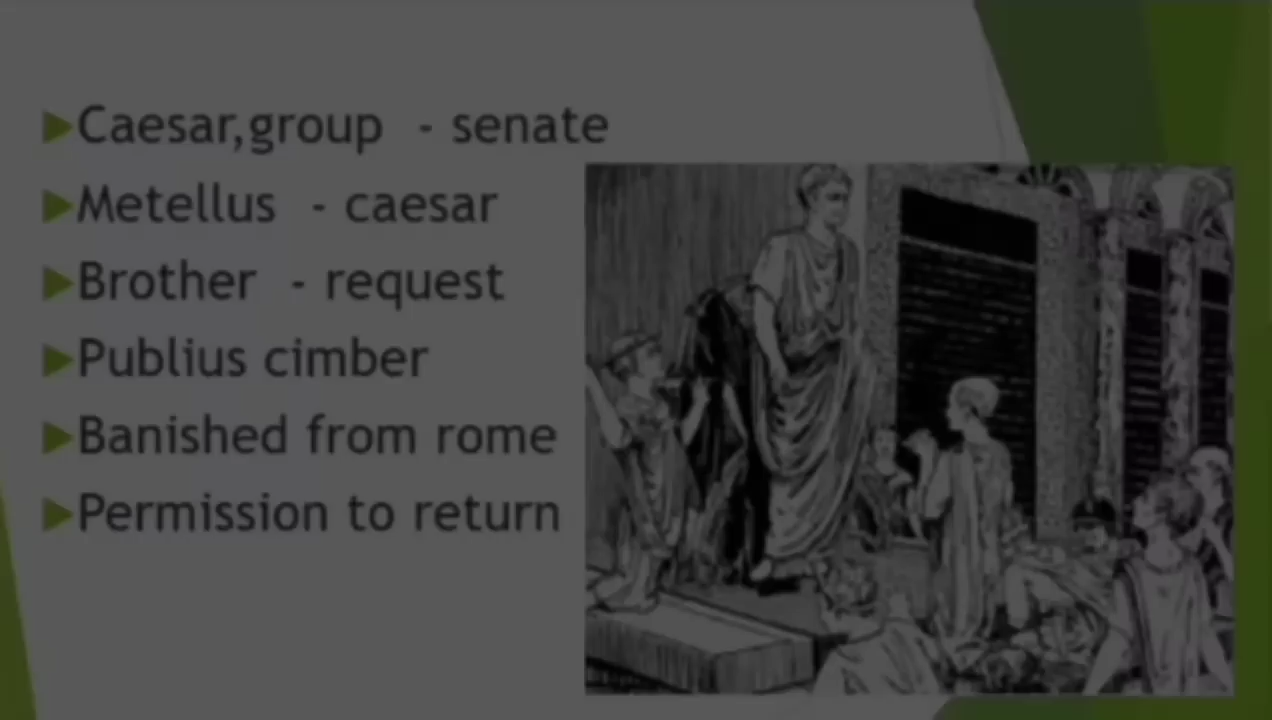 Caesar,group - senate
Metellus - caesar
Brother - request
Publius cimber
Banished from rome
Permission to return